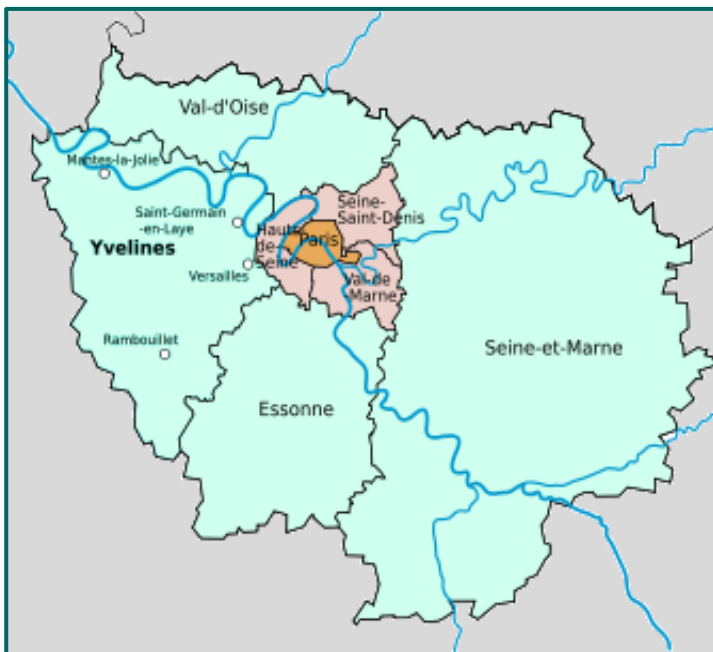 Val-d'Oise
Mantes-la-Jolie
Saint-Germain
-en-Laye
Yvelines
Versailles
Rambouillet
Seine-
Saint-Denis
Hauts-
de-
Seine
Paris
Val-de
-Marne
Seine-et-Marne
Essonne